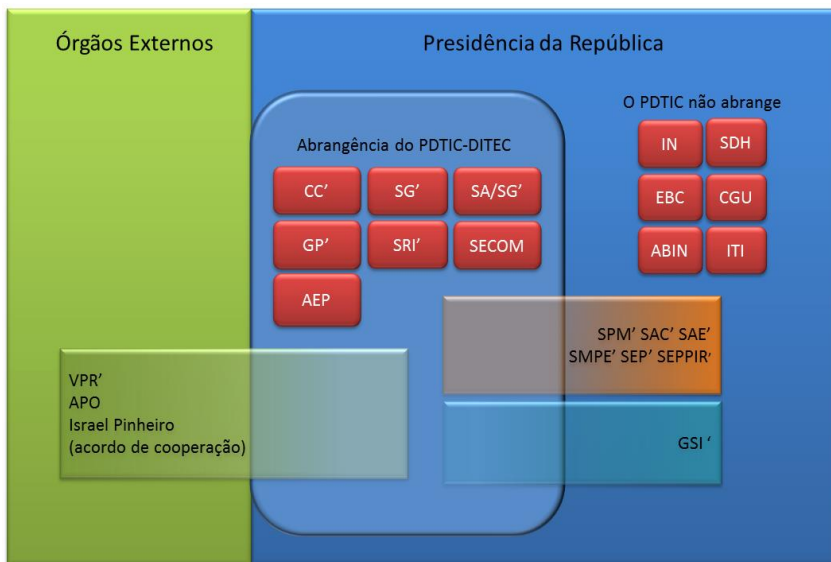 Órgãos Externos
Presidência da República
O PDTIC não abrange
Abrangência do PDTIC-DITEC
IN SDH
EBC CGU
ABIN ITI
CC' SG' SA/SG'
GP' SRI' SECOM
AEP
SPM' SAC' SAE'
SMPE' SEP' SEPPIR'
VPR'
APO
Israel Pinheiro
(acordo de cooperação)
GSI '